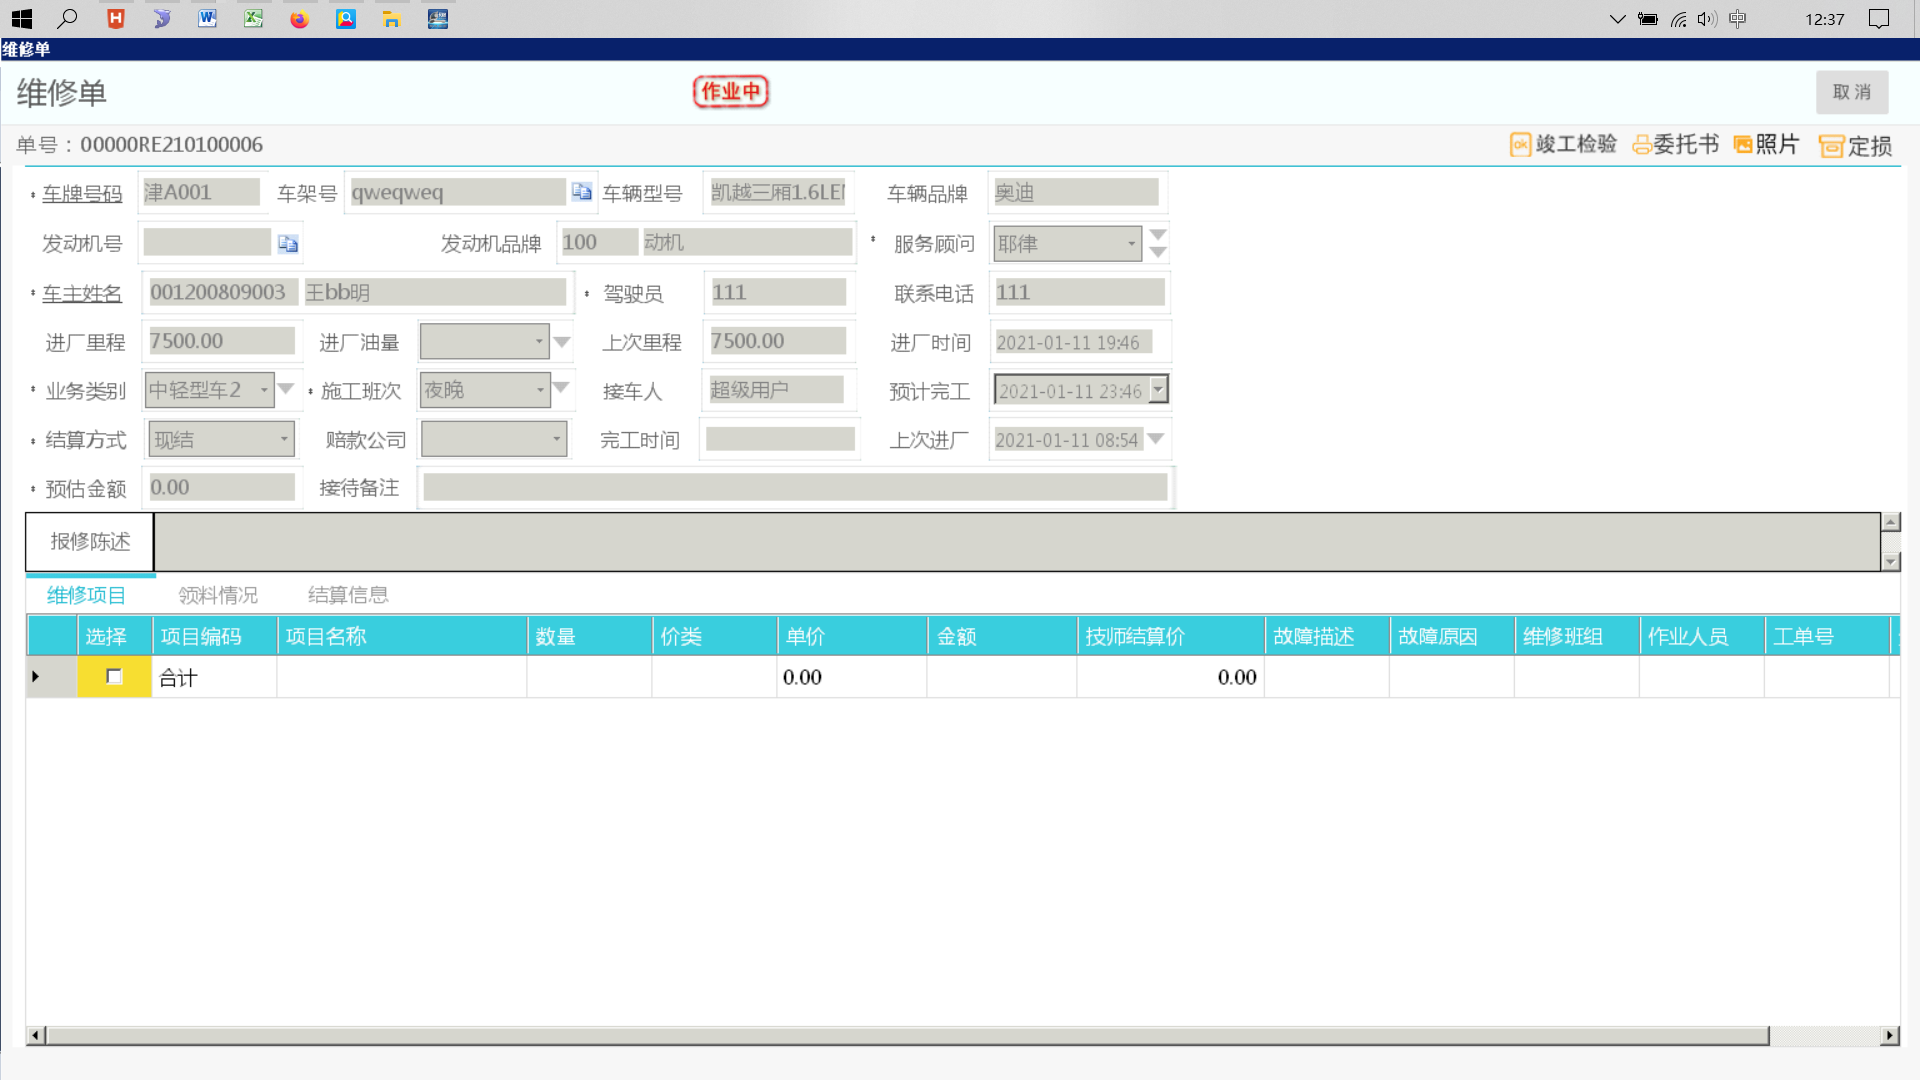 12:37
维修单
维修单 作业中 取 消
单号：00000RE210100006 竣工检验 委托书 照片 定损
* 车牌号码 津A001 车架号 qweqweq 车辆型号 凯越三厢1.6LE 车辆品牌 奥迪
发动机号 发动机品牌 100 动机 * 服务顾问 耶律
* 车主姓名 001200809003 王bb明 * 驾驶员 111 联系电话 111
进厂里程 7500.00 进厂油量 上次里程 7500.00 进厂时间 2021-01-11 19:46
* 业务类别 中轻型车2 * 施工班次 夜晚 接车人 超级用户 预计完工 2021-01-11 23:46
* 结算方式 现结 赔款公司 完工时间 上次进厂 2021-01-11 08:54
* 预估金额 0.00 接待备注
报修陈述
维修项目 领料情况 结算信息
选择 项目编码 项目名称 数量 价类 单价 金额 技师结算价 故障描述 故障原因 维修班组 作业人员 工单号
合计 0.00 0.00